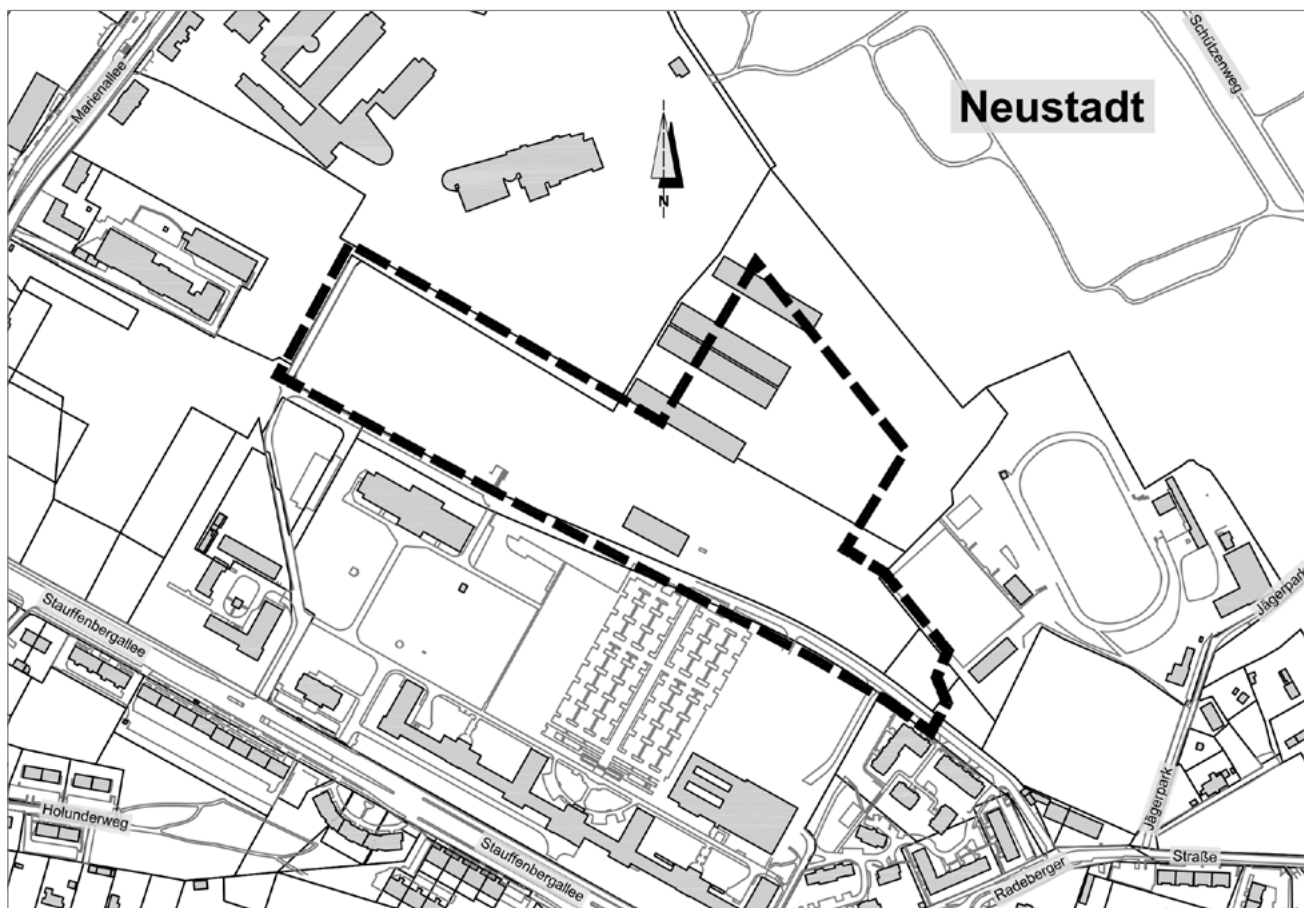 Schützenweg
Marienallee
Neustadt
N
Stauffenbergallee
Jägerpark
Holunderweg
Stauffenbergallee
Jägerpark
Radeberger
Straße